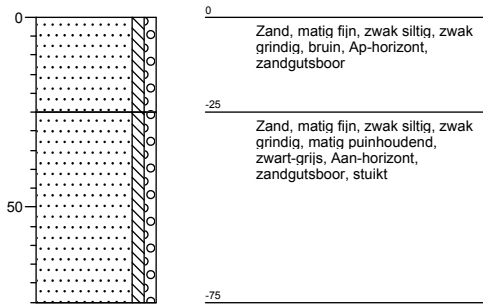 0
0
Zand, matig fijn, zwak siltig, zwak
grindig, bruin, Ap-horizont,
zandgutsboor
-25
Zand, matig fijn, zwak siltig, zwak
grindig, matig puinhoudend,
zwart-grijs, Aan-horizont,
zandgutsboor, stuikt
50
-75